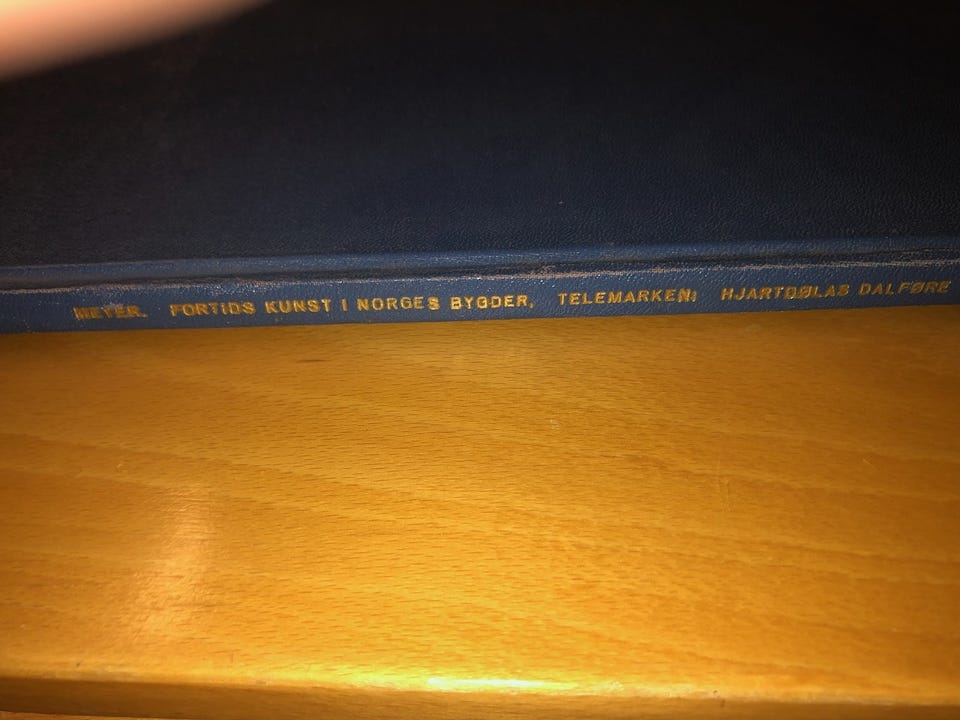 MEYER. FORTIDS KUNST I NORGES BYGDER. TELEMARKEN: HJARTDØLAS DALFØRE